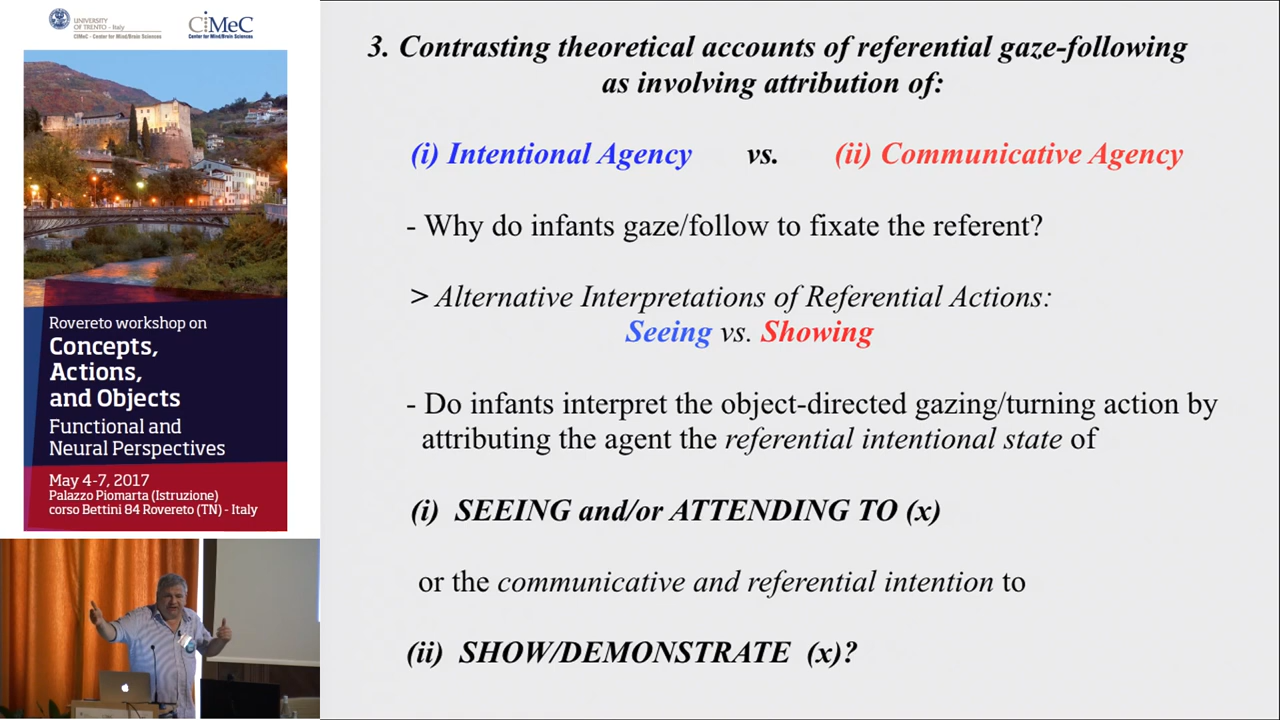 UNIVERSITY
OF TRENTO - Italy
CIMeC - Center for Mind/Brain Sciences
CiMeC
Center for Mind/Brain Sciences
Rovereto workshop on
Concepts,
Actions,
and Objects
Functional and
Neural Perspectives
May 4-7, 2017
Palazzo Piomarta (Istruzione)
corso Bettini 84 Rovereto (TN) - Italy
3. Contrasting theoretical accounts of referential gaze-following
as involving attribution of:
(i) Intentional Agency vs. (ii) Communicative Agency
- Why do infants gaze/follow to fixate the referent?
> Alternative Interpretations of Referential Actions:
Seeing vs. Showing
- Do infants interpret the object-directed gazing/turning action by
attributing the agent the referential intentional state of
(i) SEEING and/or ATTENDING TO (x)
or the communicative and referential intention to
(ii) SHOW/DEMONSTRATE (x)?